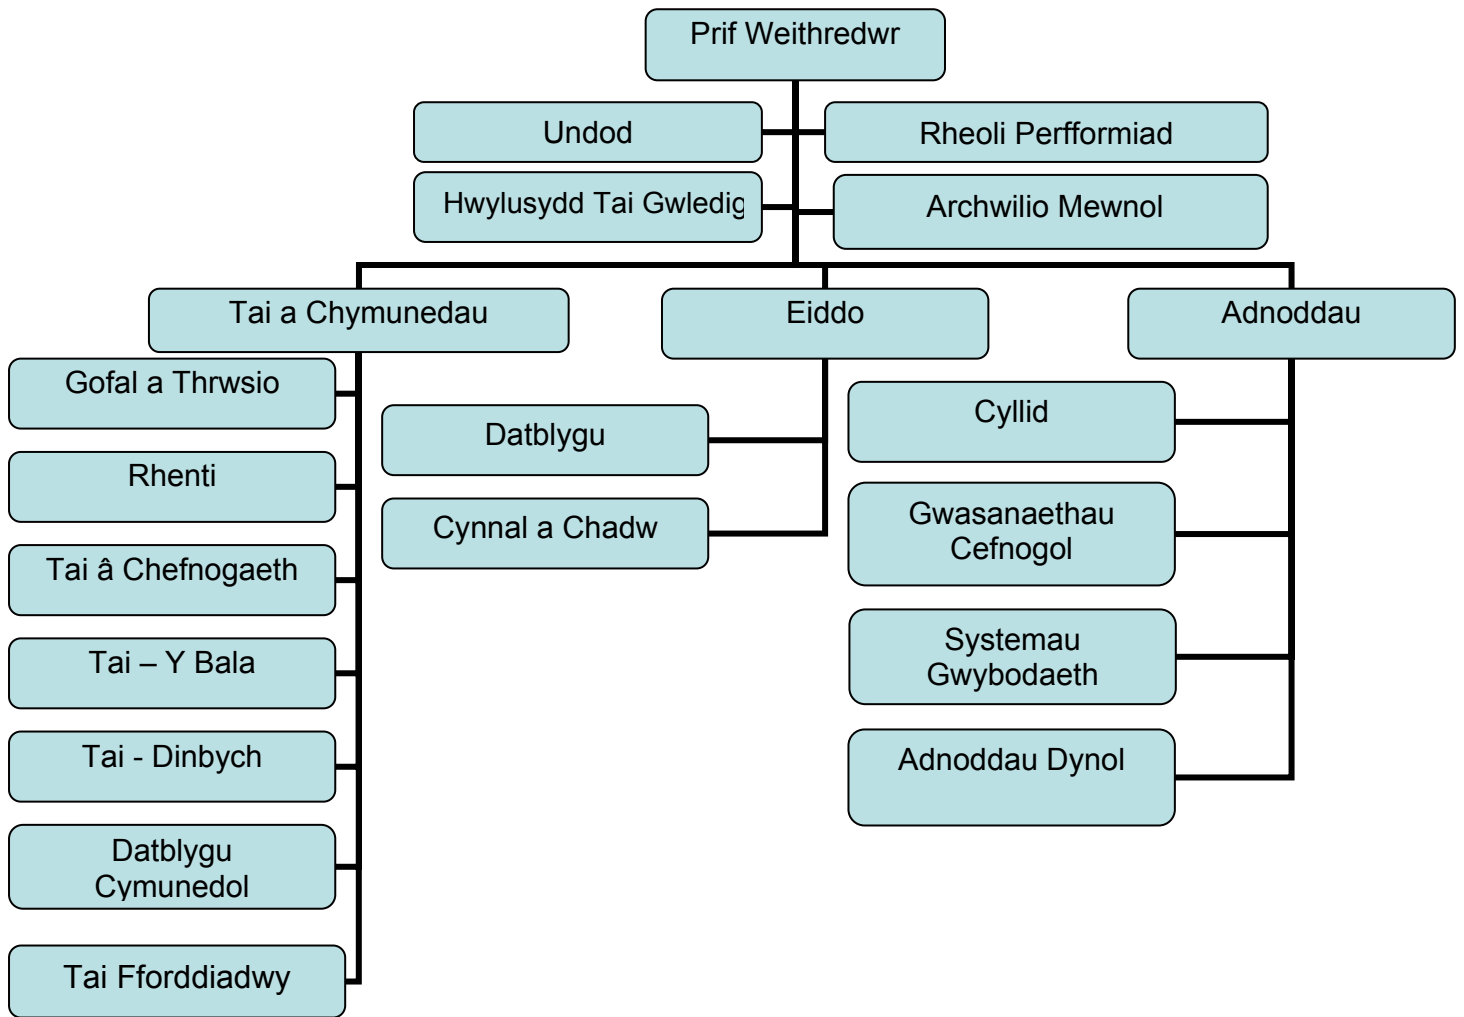 Prif Weithredwr
Undod
Rheoli Perfformiad
Hwylusydd Tai Gwledig
Archwilio Mewnol
Tai a Chymunedau
Eiddo
Adnoddau
Gofal a Thrwsio
Rhenti
Tai â Chefnogaeth
Tai – Y Bala
Tai - Dinbych
Datblygu
Cymunedol
Tai Fforddiadwy
Datblygu
Cynnal a Chadw
Cyllid
Gwasanaethau
Cefnogol
Systemau
Gwybodaeth
Adnoddau Dynol